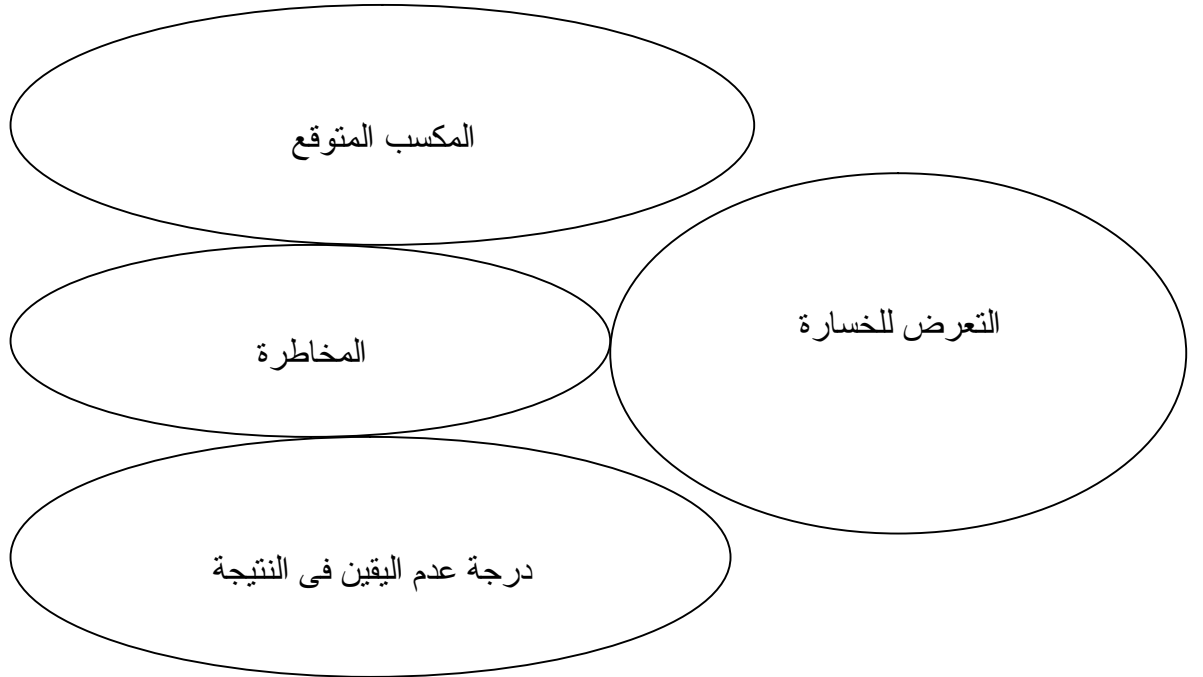 المكسب المتوقع
التعرض للخسارة
المخاطرة
درجة عدم اليقين فى النتيجة